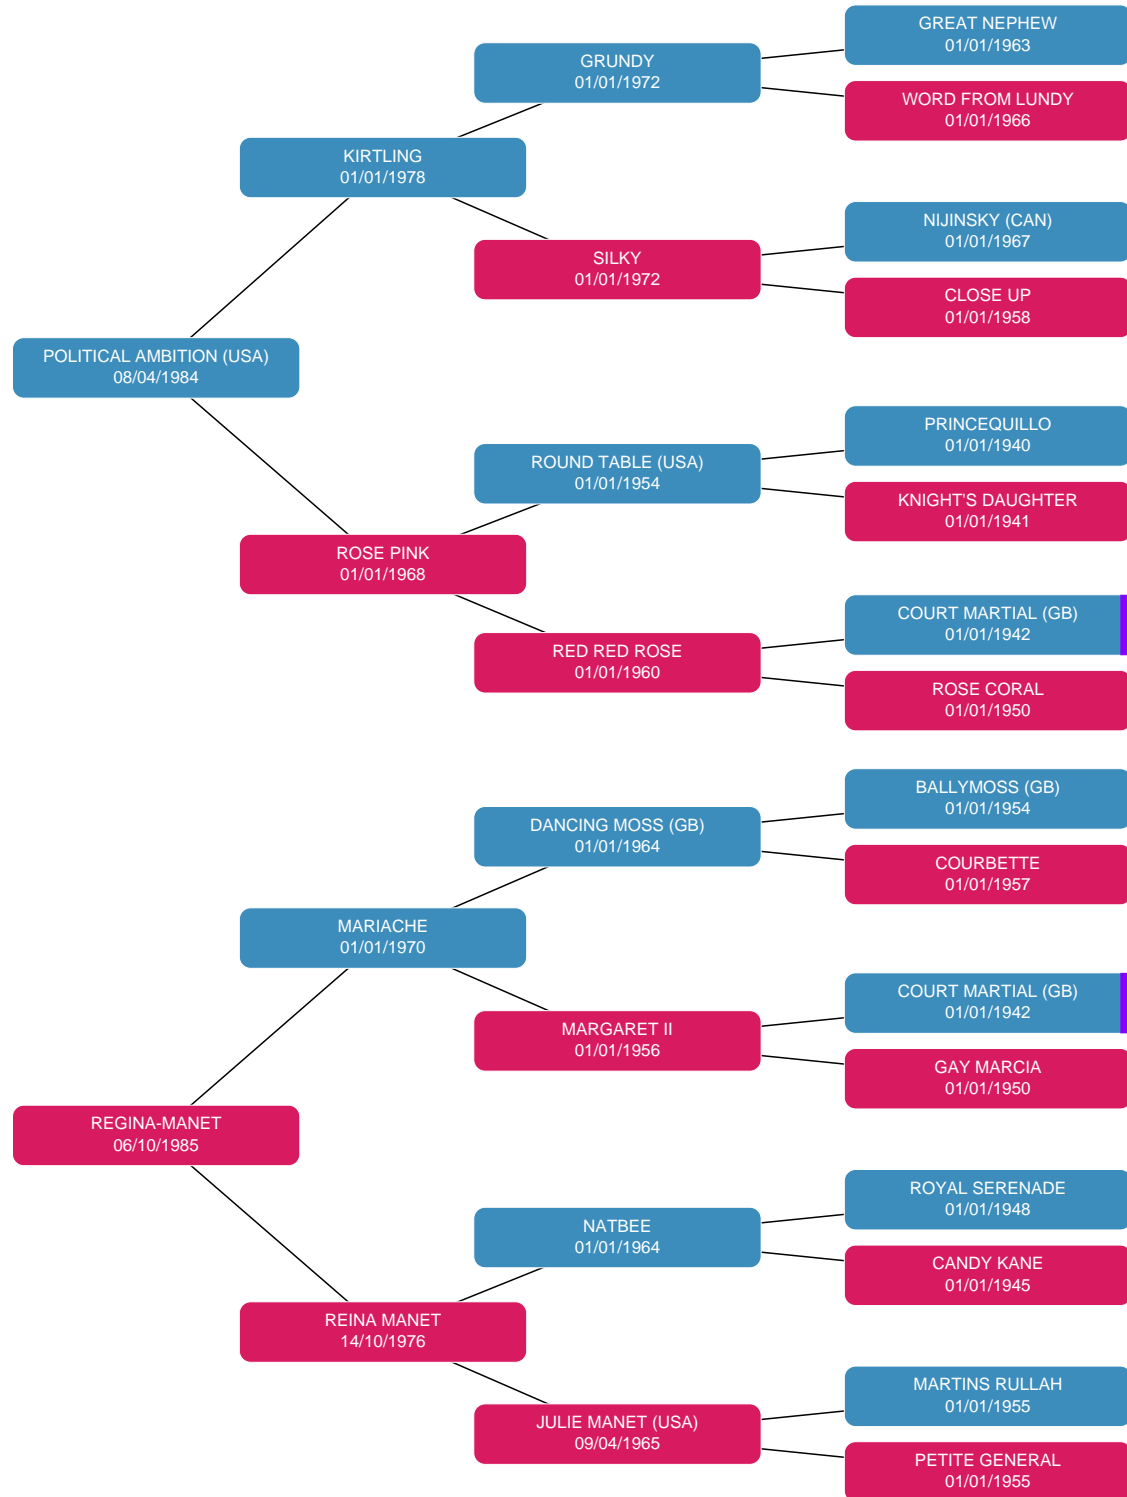 GREAT NEPHEW
01/01/1963
GRUNDY
01/01/1972
WORD FROM LUNDY
01/01/1966
KIRTLING
01/01/1978
NIJINSKY (CAN)
01/01/1967
SILKY
01/01/1972
CLOSE UP
01/01/1958
POLITICAL AMBITION (USA)
08/04/1984
PRINCEQUILLO
01/01/1940
ROUND TABLE (USA)
01/01/1954
KNIGHT'S DAUGHTER
01/01/1941
ROSE PINK
01/01/1968
COURT MARTIAL (GB)
01/01/1942
RED RED ROSE
01/01/1960
ROSE CORAL
01/01/1950
BALLYMOSS (GB)
01/01/1954
DANCING MOSS (GB)
01/01/1964
COURBETTE
01/01/1957
MARIACHE
01/01/1970
COURT MARTIAL (GB)
01/01/1942
MARGARET II
01/01/1956
GAY MARCIA
01/01/1950
REGINA-MANET
06/10/1985
ROYAL SERENADE
01/01/1948
NATBEE
01/01/1964
CANDY KANE
01/01/1945
REINA MANET
14/10/1976
MARTINS RULLAH
01/01/1955
JULIE MANET (USA)
09/04/1965
PETITE GENERAL
01/01/1955